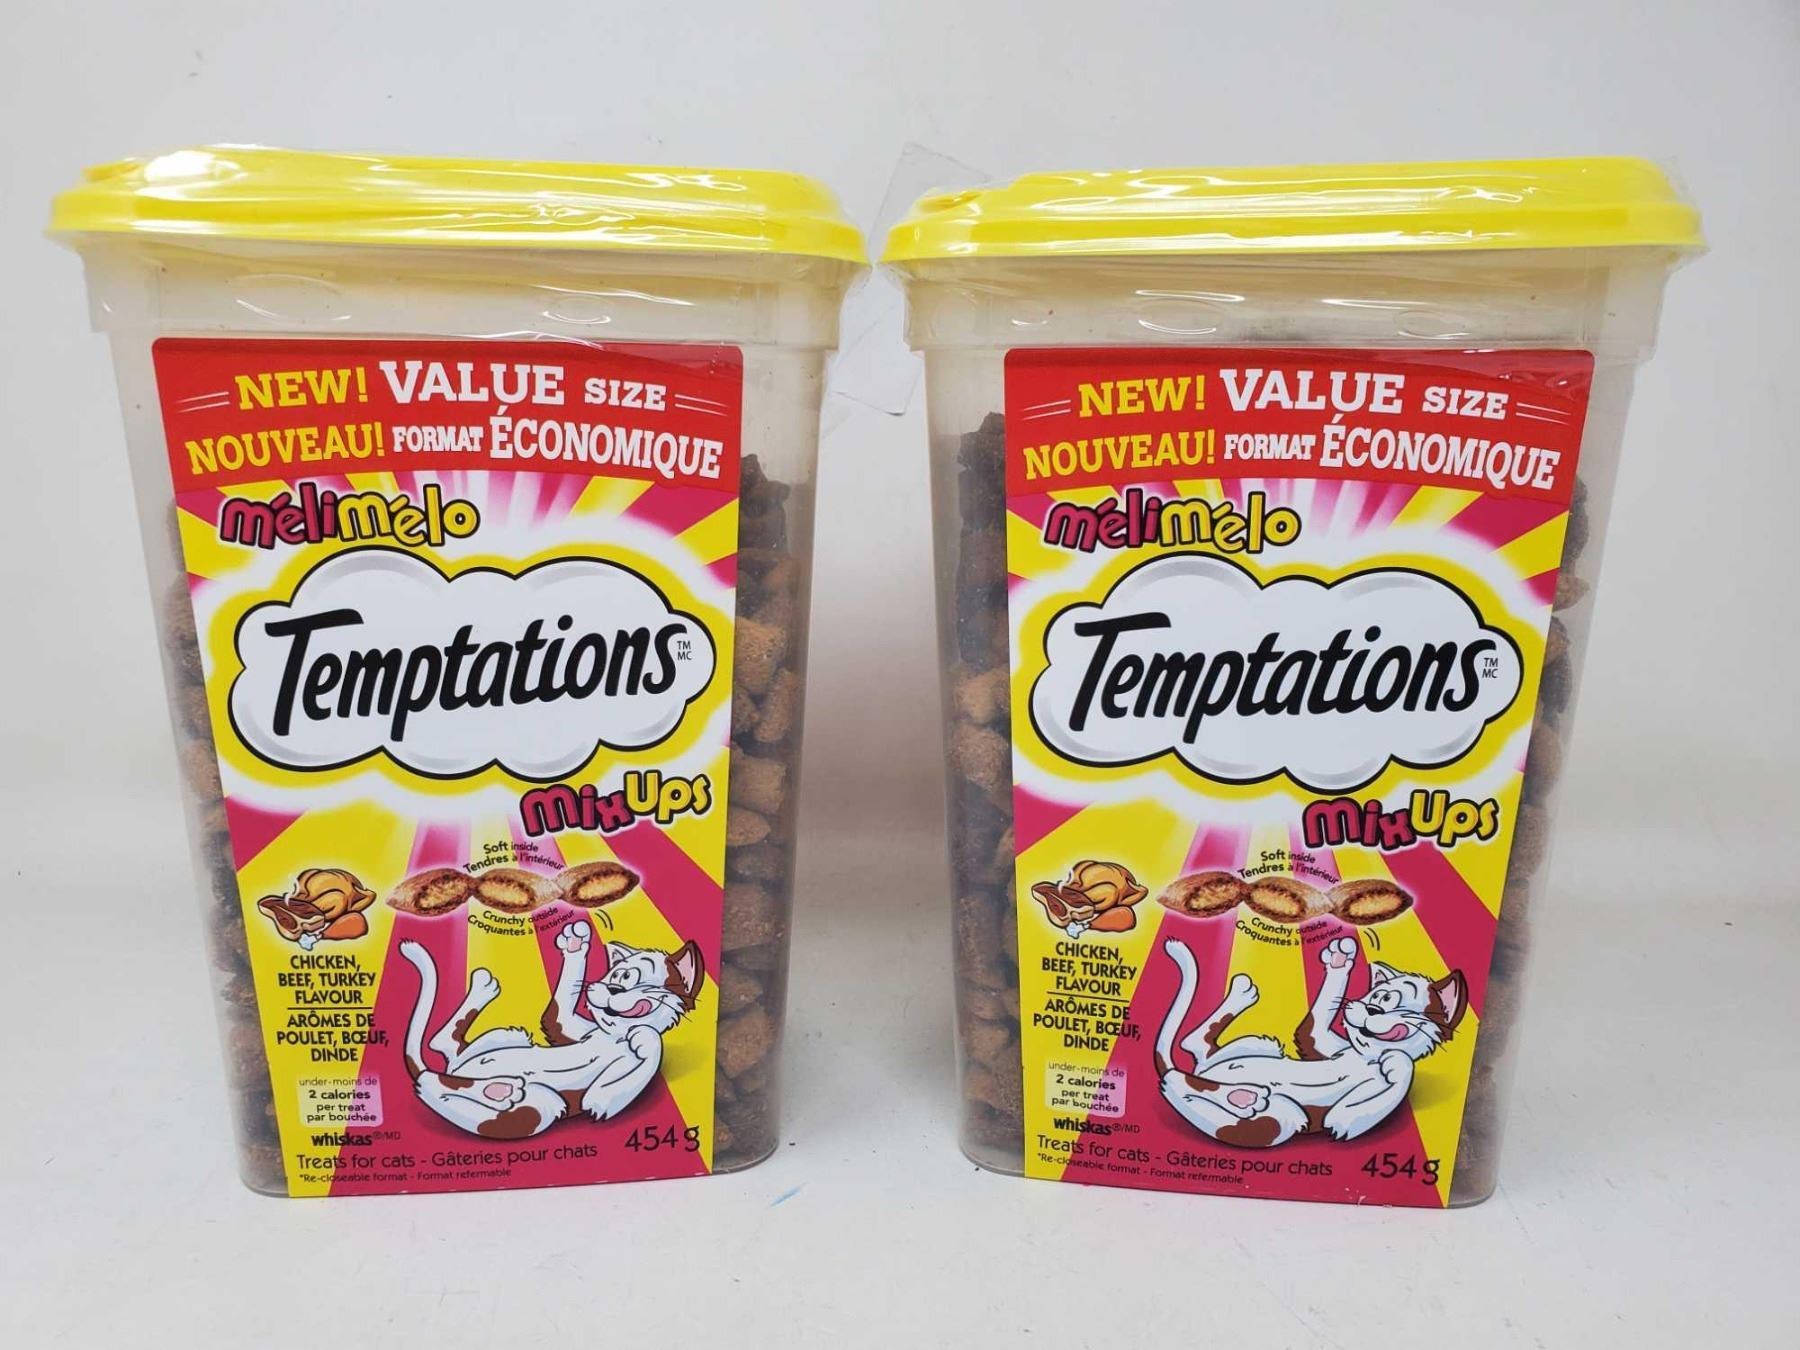 NEW! VALUE SIZE
NOUVEAU! FORMAT ÉCONOMIQUE
mélimélo
Temptations TM MC
mixUps
Soft inside
Tendres à l'intérieur
Crunchy outside
Croquantes à l'extérieur
CHICKEN,
BEEF, TURKEY
FLAVOUR
ARÔMES DE
POULET, BŒUF,
DINDE
under-moins de
2 calories
per treat
par bouchée
whiskas ®/MD
Treats for cats - Gâteries pour chats 454 g
*Re-closeable format - Format refermable
NEW! VALUE SIZE
NOUVEAU! FORMAT ÉCONOMIQUE
mélimélo
Temptations TM MC
mixUps
Soft inside
Tendres à l'intérieur
Crunchy outside
Croquantes à l'extérieur
CHICKEN,
BEEF, TURKEY
FLAVOUR
ARÔMES DE
POULET, BŒUF,
DINDE
under-moins de
2 calories
per treat
par bouchée
whiskas ®/MD
Treats for cats - Gâteries pour chats 454 g
*Re-closeable format - Format refermable